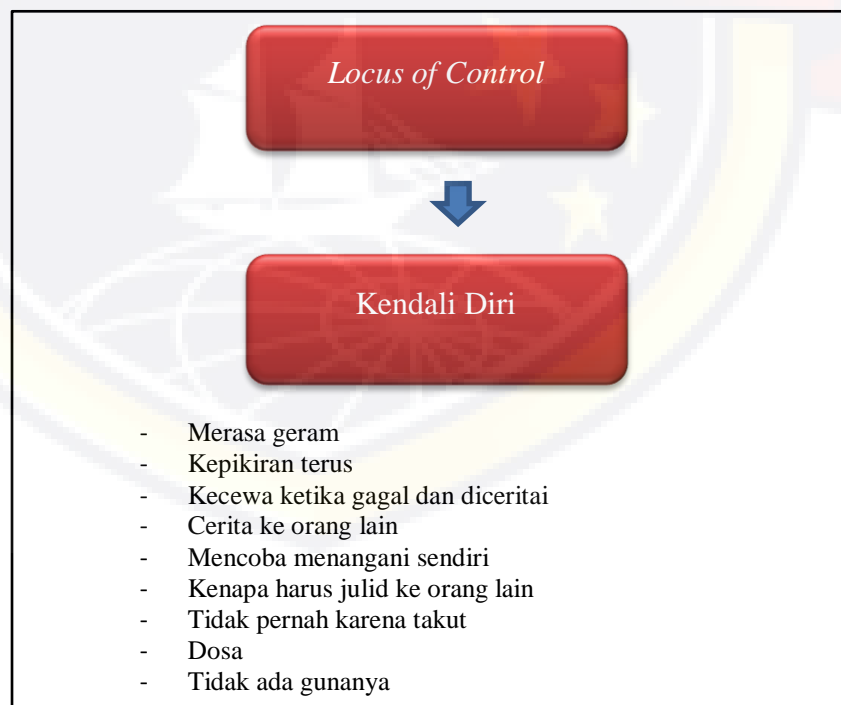 Locus of Control
Kendali Diri
- Merasa geram
- Kepikiran terus
- Kecewa ketika gagal dan diceritai
- Cerita ke orang lain
- Mencoba menangani sendiri
- Kenapa harus julid ke orang lain
- Tidak pernah karena takut
- Dosa
- Tidak ada gunanya